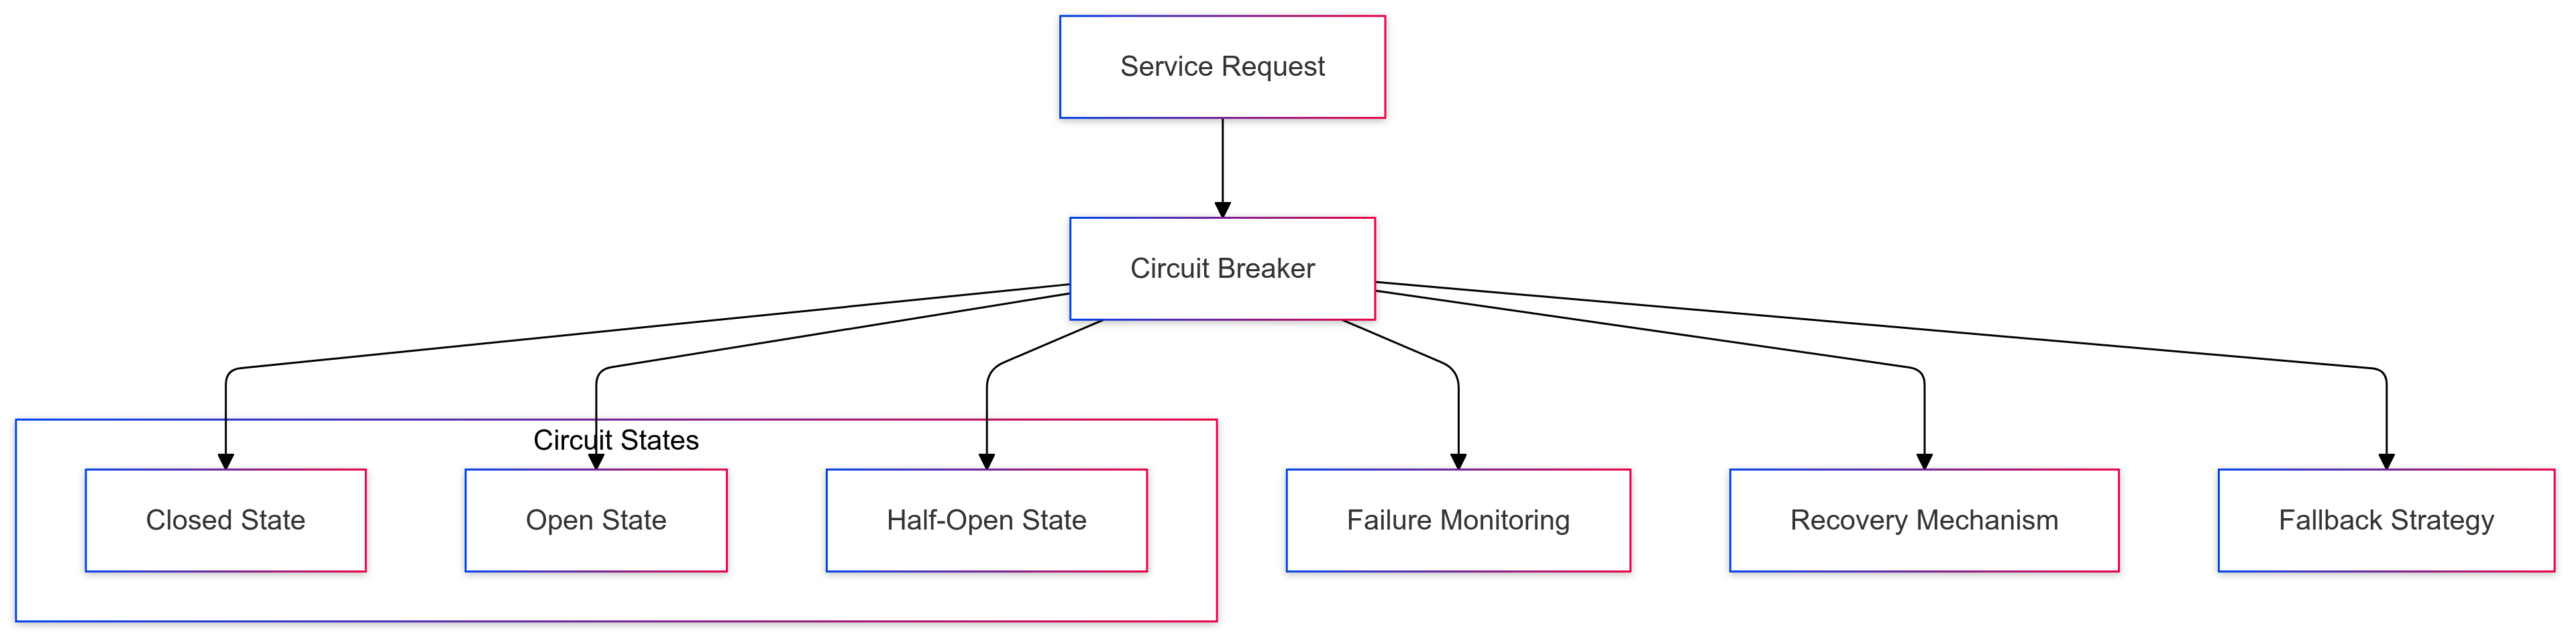 Service Request
Circuit Breaker
Circuit States
Closed State
Open State
Half-Open State
Failure Monitoring
Recovery Mechanism
Fallback Strategy